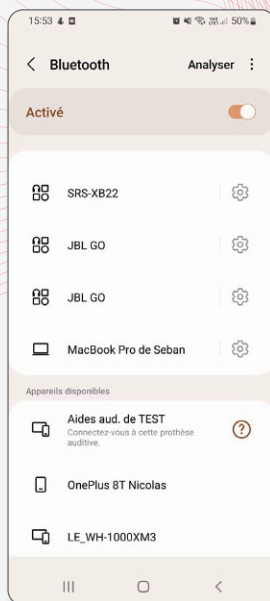 15:53 50%
Bluetooth Analyser
Activé
SRS-XB22
JBL GO
JBL GO
MacBook Pro de Seban
Appareils disponibles
Aides aud. de TEST
Connectez-vous à cette prothèse
auditive.
?
OnePlus 8T Nicolas
LE_WH-1000XM3